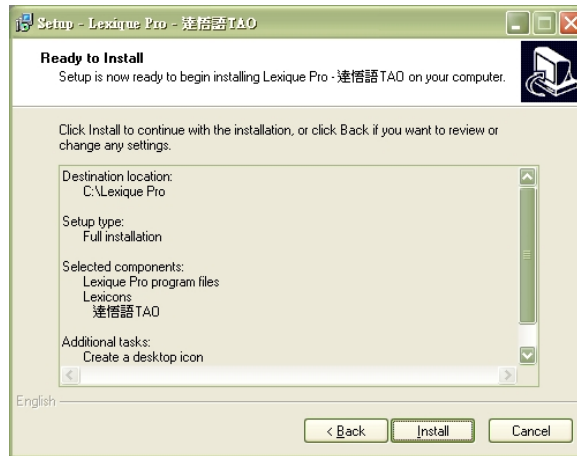 Setup - Lexique Pro - 達悟語TAO
Ready to Install
Setup is now ready to begin installing Lexique Pro - 達悟語TAO on your computer.
Click Install to continue with the installation, or click Back if you want to review or
change any settings.
Destination location:
C:\Lexique Pro
Setup type:
Full installation
Selected components:
Lexique Pro program files
Lexicons
達悟語TAO
Additional tasks:
Create a desktop icon
English
< Back
Install
Cancel